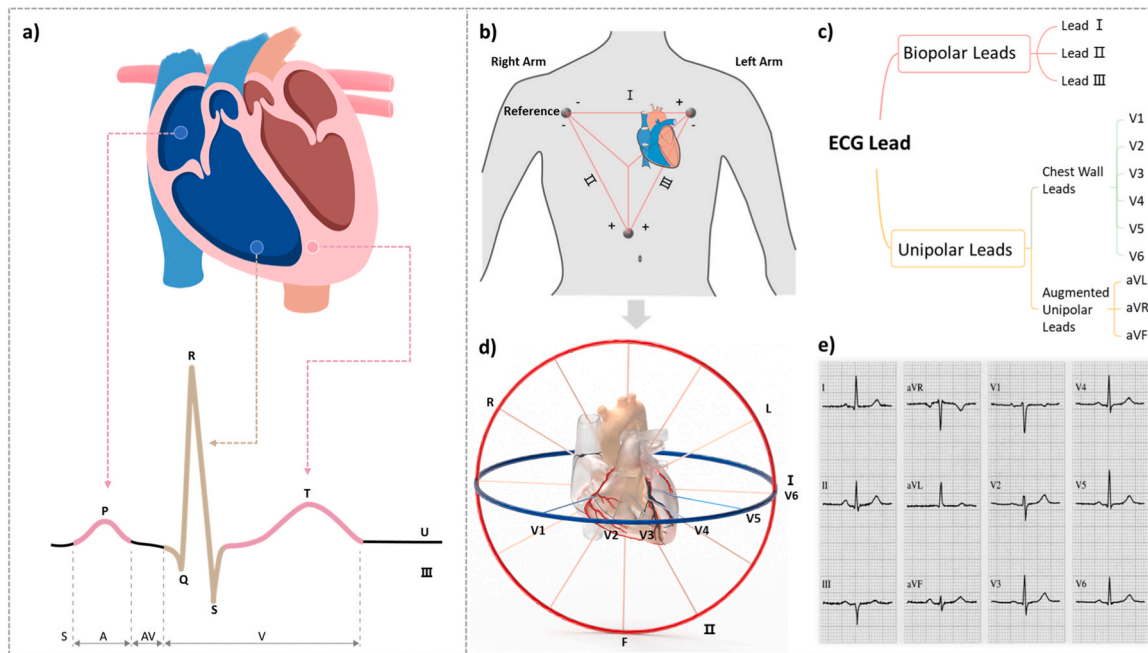 a)
R
P
T
U
Q
S
Ⅲ
S
A
AV
V
b)
Right Arm
Left Arm
Ⅰ
-
+
Reference
-
-
Ⅱ
Ⅲ
+
+
c)
ECG Lead
Biopolar Leads
Lead Ⅰ
Lead Ⅱ
Lead Ⅲ
Unipolar Leads
Chest Wall
Leads
V1
V2
V3
V4
V5
V6
Augmented
Unipolar
Leads
aVL
aVR
aVF
d)
R
L
Ⅰ
V6
V5
V4
V3
V2
V1
Ⅱ
F
e)
I
aVR
V1
V4
II
aVL
V2
V5
III
aVF
V3
V6